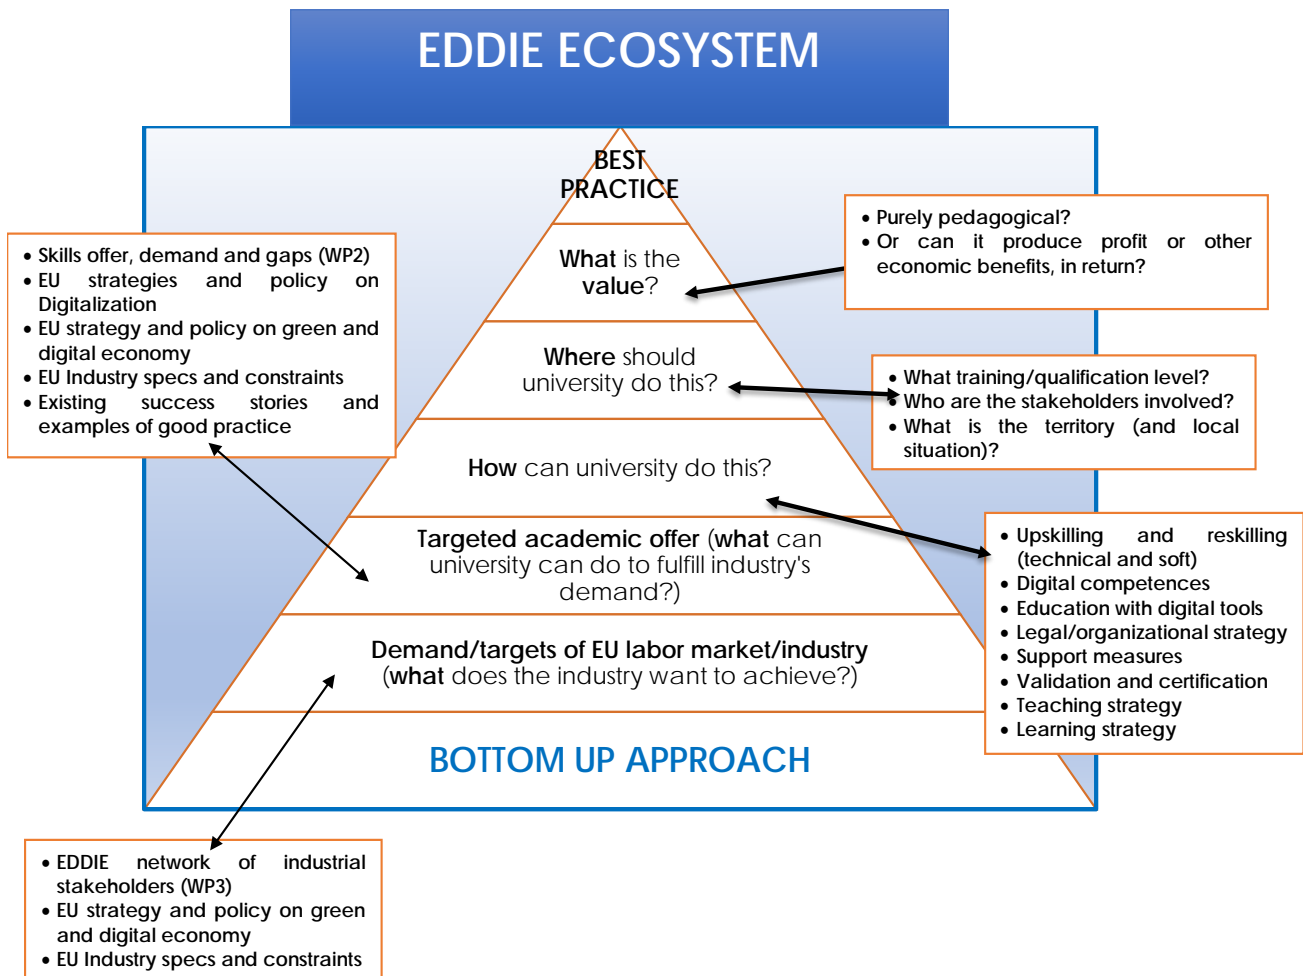 EDDIE ECOSYSTEM
BEST
PRACTICE
What is the
value?
Where should
university do this?
How can university do this?
Targeted academic offer (what can
university can do to fulfill industry's
demand?)
Demand/targets of EU labor market/industry
(what does the industry want to achieve?)
BOTTOM UP APPROACH
• Skills offer, demand and gaps (WP2)
• EU strategies and policy on
Digitalization
• EU strategy and policy on green and
digital economy
• EU Industry specs and constraints
• Existing success stories and
examples of good practice
• Purely pedagogical?
• Or can it produce profit or other
economic benefits, in return?
• What training/qualification level?
• Who are the stakeholders involved?
• What is the territory (and local
situation)?
• Upskilling and reskilling
(technical and soft)
• Digital competences
• Education with digital tools
• Legal/organizational strategy
• Support measures
• Validation and certification
• Teaching strategy
• Learning strategy
• EDDIE network of industrial
stakeholders (WP3)
• EU strategy and policy on green
and digital economy
• EU Industry specs and constraints